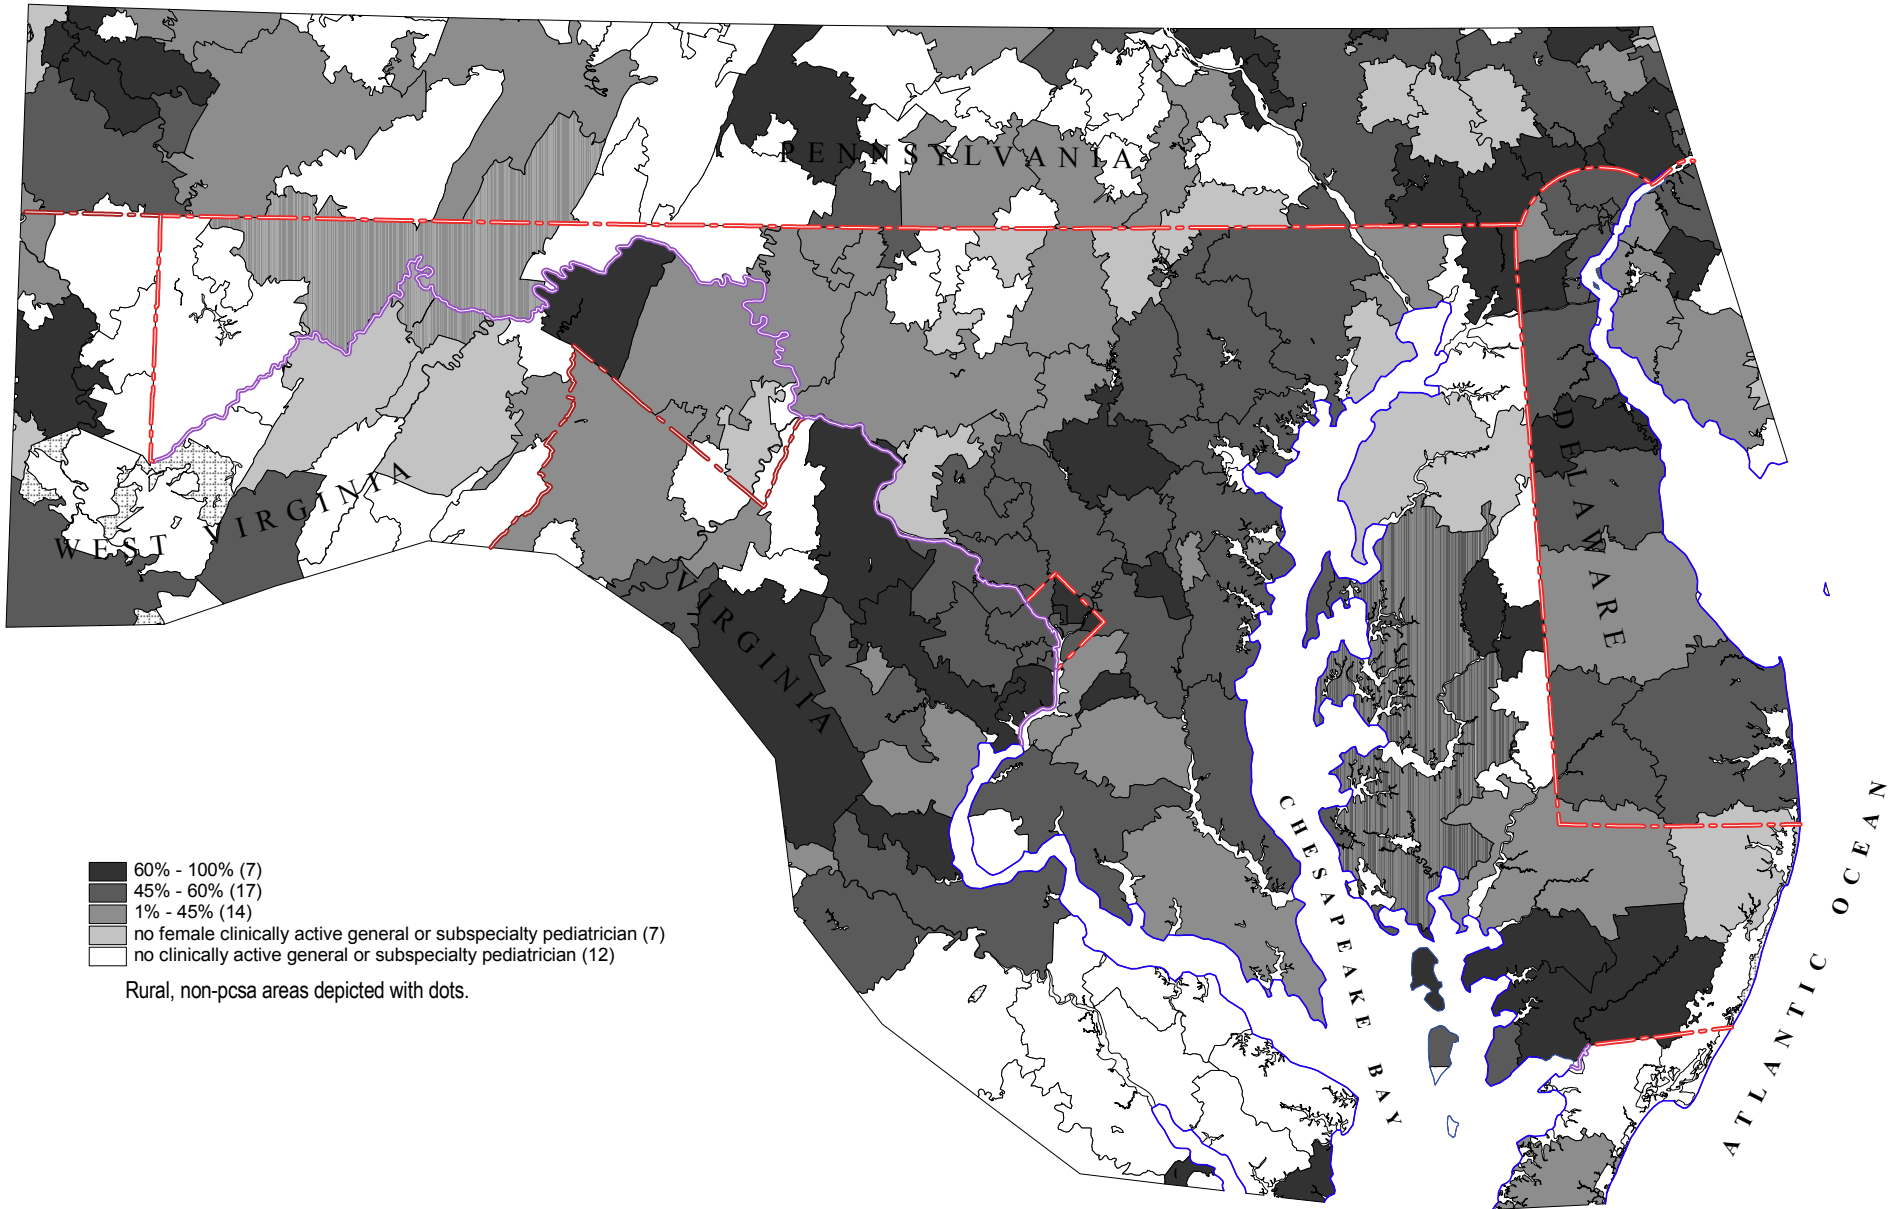 PENNSYLVANIA
DELAWARE
WEST VIRGINIA
VIRGINIA
CHESAPEAKE BAY
ATLANTIC OCEAN
60% - 100% (7)
45% - 60% (17)
1% - 45% (14)
no female clinically active general or subspecialty pediatrician (7)
no clinically active general or subspecialty pediatrician (12)
Rural, non-pcsa areas depicted with dots.